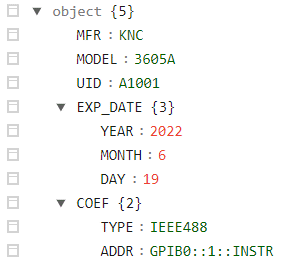 object {5}
MFR : KNC
MODEL : 3605A
UID : A1001
EXP_DATE {3}
YEAR : 2022
MONTH : 6
DAY : 19
COEF {2}
TYPE : IEEE488
ADDR : GPIB0::1::INSTR